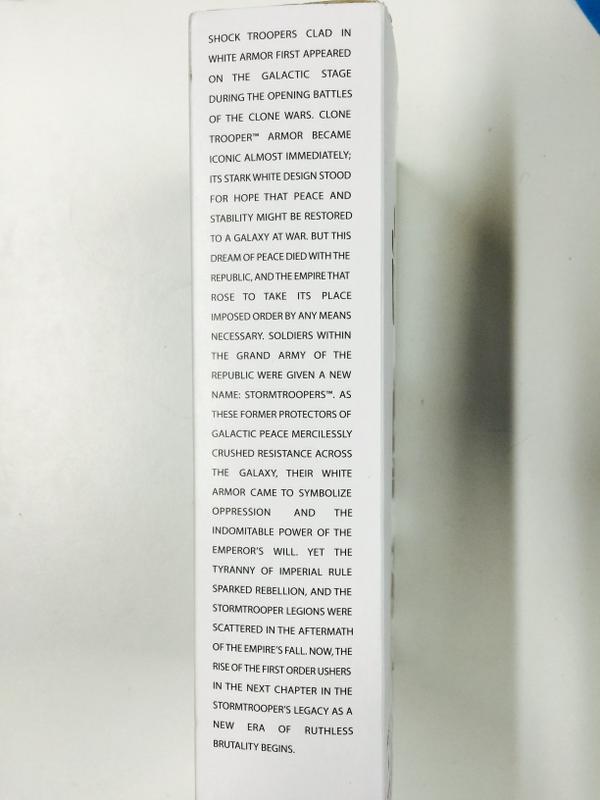 SHOCK TROOPERS CLAD IN
WHITE ARMOR FIRST APPEARED
ON THE GALACTIC STAGE
DURING THE OPENING BATTLES
OF THE CLONE WARS. CLONE
TROOPER™ ARMOR BECAME
ICONIC ALMOST IMMEDIATELY;
ITS STARK WHITE DESIGN STOOD
FOR HOPE THAT PEACE AND
STABILITY MIGHT BE RESTORED
TO A GALAXY AT WAR. BUT THIS
DREAM OF PEACE DIED WITH THE
REPUBLIC, AND THE EMPIRE THAT
ROSE TO TAKE ITS PLACE
IMPOSED ORDER BY ANY MEANS
NECESSARY. SOLDIERS WITHIN
THE GRAND ARMY OF THE
REPUBLIC WERE GIVEN A NEW
NAME: STORMTROOPERS™. AS
THESE FORMER PROTECTORS OF
GALACTIC PEACE MERCILESSLY
CRUSHED RESISTANCE ACROSS
THE GALAXY, THEIR WHITE
ARMOR CAME TO SYMBOLIZE
OPPRESSION AND THE
INDOMITABLE POWER OF THE
EMPEROR'S WILL. YET THE
TYRANNY OF IMPERIAL RULE
SPARKED REBELLION, AND THE
STORMTROOPER LEGIONS WERE
SCATTERED IN THE AFTERMATH
OF THE EMPIRE'S FALL. NOW, THE
RISE OF THE FIRST ORDER USHERS
IN THE NEXT CHAPTER IN THE
STORMTROOPER'S LEGACY AS A
NEW ERA OF RUTHLESS
BRUTALITY BEGINS.